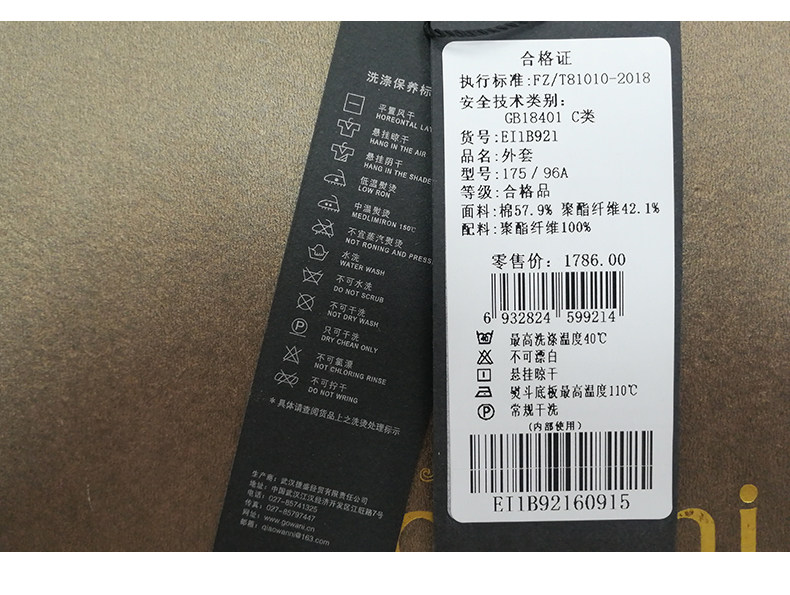 洗涤保养标
平置风干
HOREONTAL LA
悬挂晾干
HANG IN THE AIR
悬挂阴干
HANG IN THE SHADE
低温熨烫
LOW RON
中温熨烫
MEDLIMIRON 150℃
不宜蒸汽熨烫
NOT RONING AND PRESS
水洗
WATER WASH
不可水洗
DO NOT SCRUB
不可干洗
NOT DRY WASH
只可干洗
DRY CHEAN ONLY
不可氯漂
NOT CHLORING RINSE
不可拧干
DO NOT WRING
＊具体请查阅货品上之洗烫处理标示
生产商：武汉德盛经贸有限责任公司
地址：中国武汉江汉经济开发区江旺路7号
电话：027-85741325
传真：027-85797447
网址：www.gowani.cn
邮箱：qiaowanni@163.com
合格证
执行标准:FZ/T81010-2018
安全技术类别:
GB18401 C类
货号:EI1B921
品名:外套
型号:175/96A
等级:合格品
面料:棉57.9% 聚酯纤维42.1%
配料:聚酯纤维100%
零售价: 1786.00
6 932824 599214
最高洗涤温度40℃
不可漂白
悬挂晾干
熨斗底板最高温度110℃
常规干洗
(内部使用)
EI1B92160915